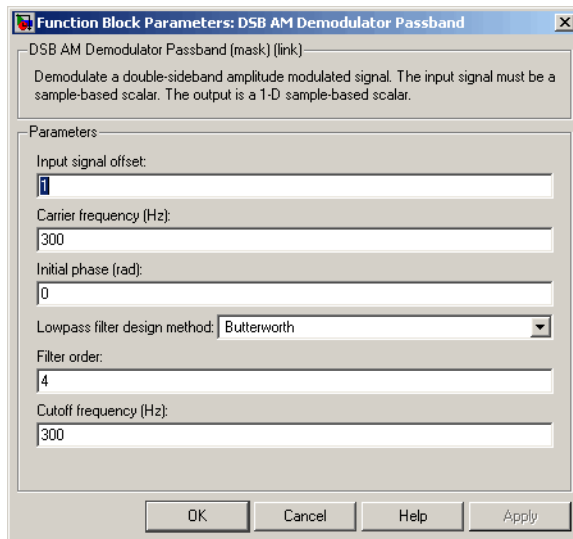 Function Block Parameters: DSB AM Demodulator Passband
DSB AM Demodulator Passband (mask) (link)
Demodulate a double-sideband amplitude modulated signal. The input signal must be a
sample-based scalar. The output is a 1-D sample-based scalar.
Parameters
Input signal offset:
1
Carrier frequency (Hz):
300
Initial phase (rad):
0
Lowpass filter design method: Butterworth
Filter order:
4
Cutoff frequency (Hz):
300
OK Cancel Help Apply